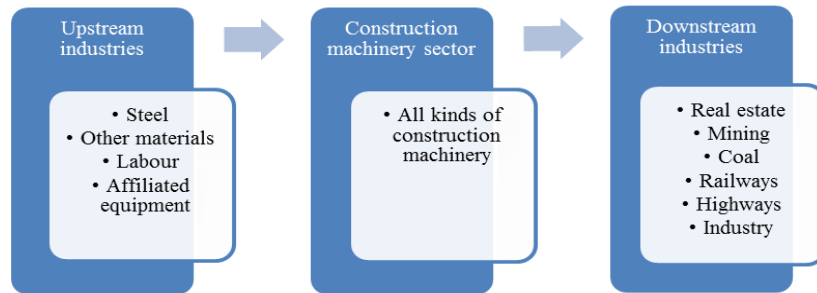 Upstream
industries
• Steel
• Other materials
• Labour
• Affiliated
equipment
Construction
machinery sector
• All kinds of
construction
machinery
Downstream
industries
• Real estate
• Mining
• Coal
• Railways
• Highways
• Industry